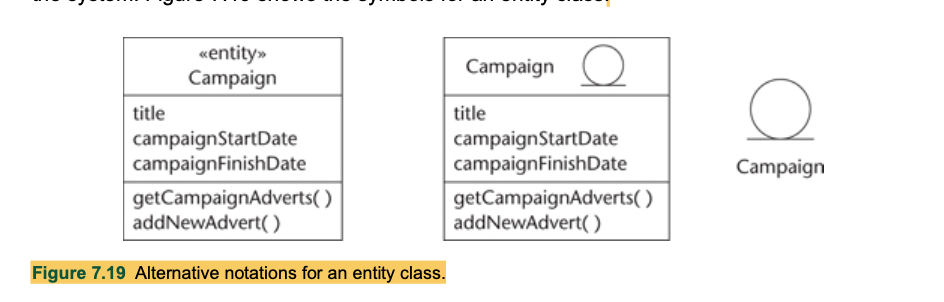 «entity»
Campaign
title
campaignStartDate
campaignFinishDate
getCampaignAdverts( )
addNewAdvert( )
Campaign
title
campaignStartDate
campaignFinishDate
getCampaignAdverts( )
addNewAdvert( )
Campaign
Figure 7.19 Alternative notations for an entity class.